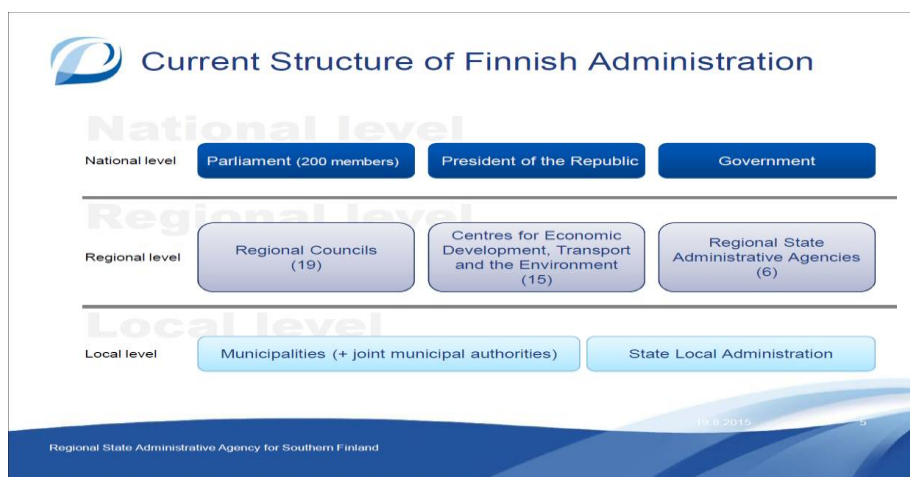 Current Structure of Finnish Administration
National level
National level
Parliament (200 members)
President of the Republic
Government
Regional level
Regional level
Regional Councils
(19)
Centres for Economic
Development, Transport
and the Environment
(15)
Regional State
Administrative Agencies
(6)
Local level
Local level
Municipalities (+ joint municipal authorities)
State Local Administration
19.8.2015
5
Regional State Administrative Agency for Southern Finland